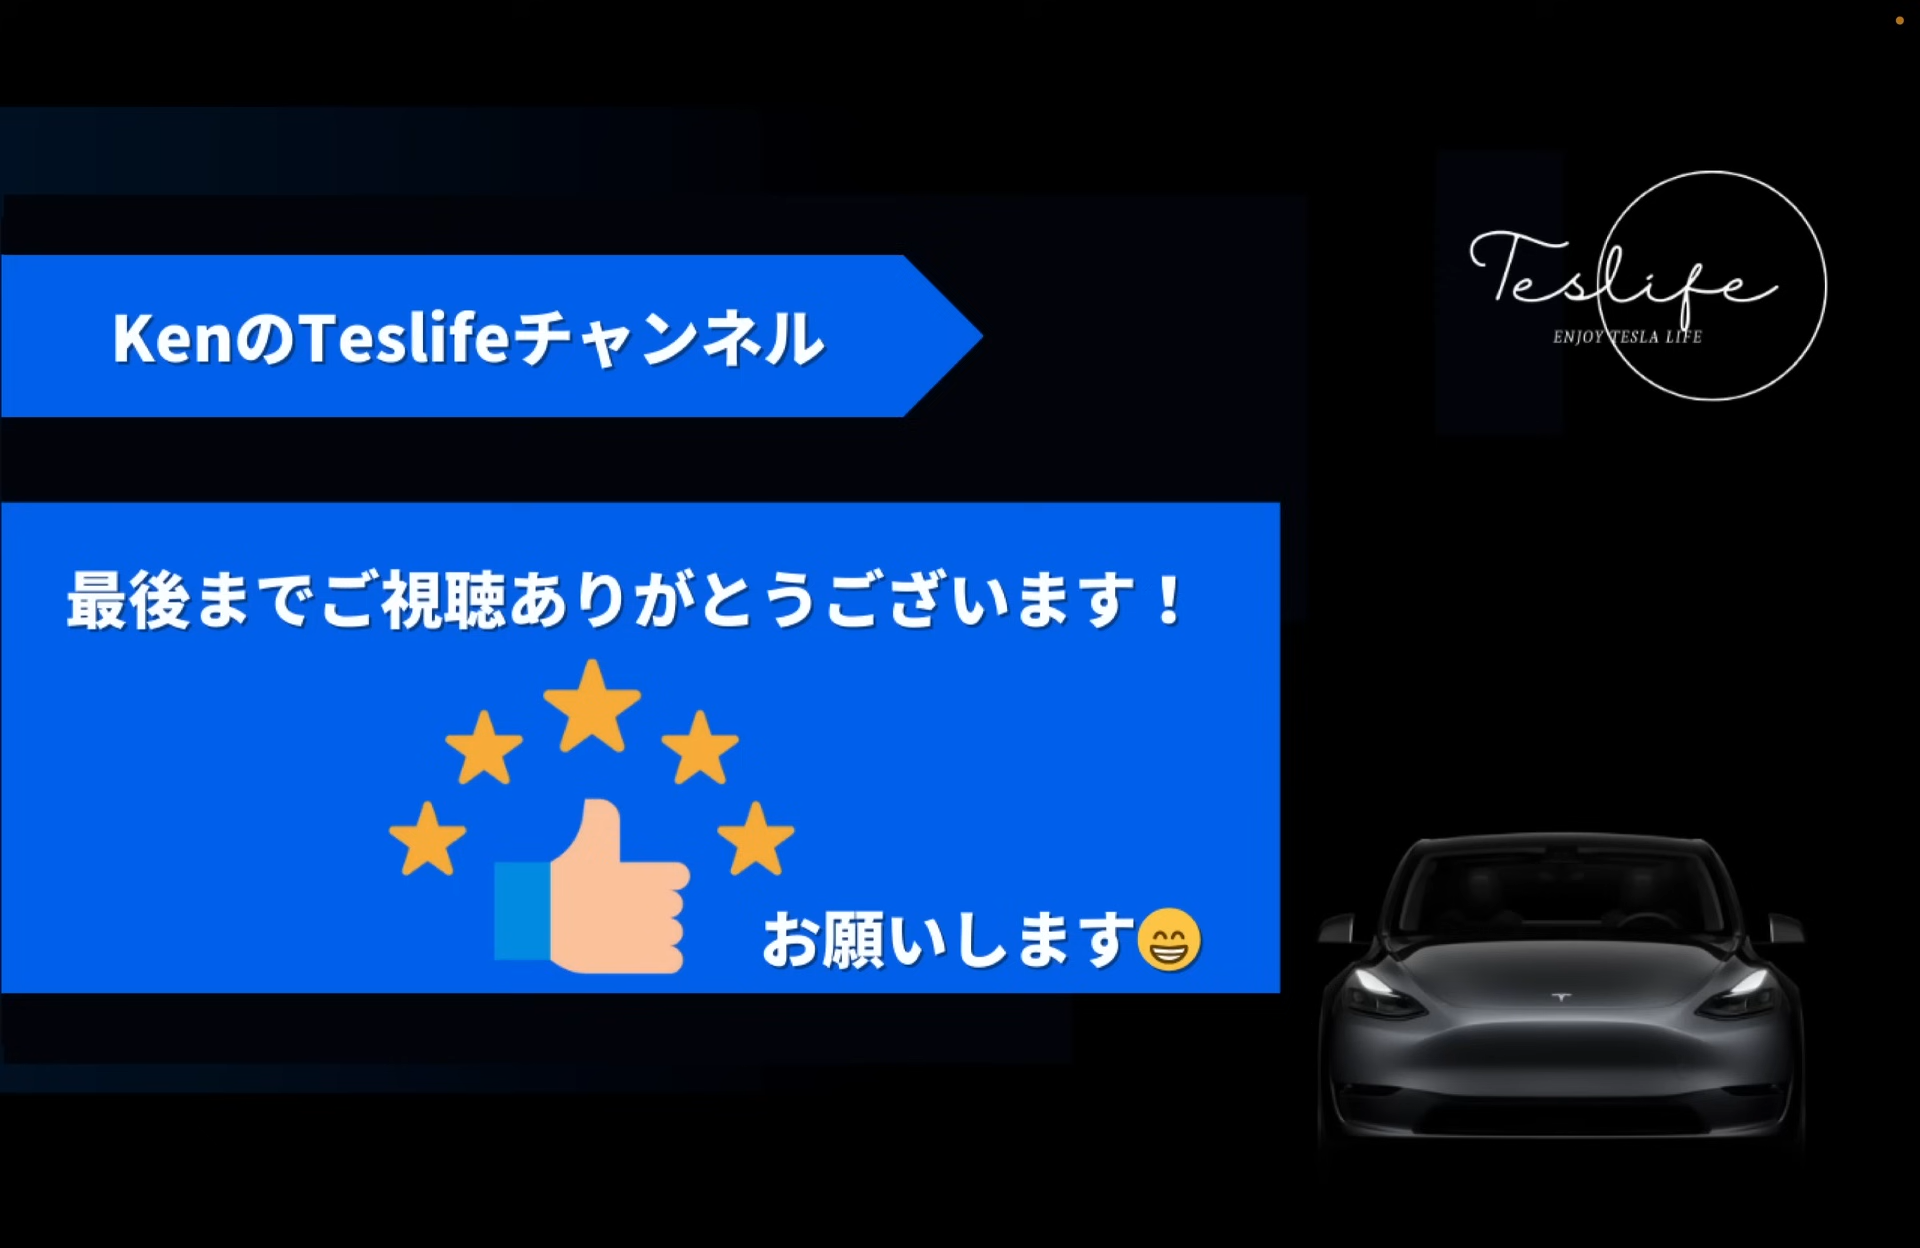 Teslife
ENJOY TESLA LIFE
KenのTeslifeチャンネル
最後までご視聴ありがとうございます！
お願いします😁